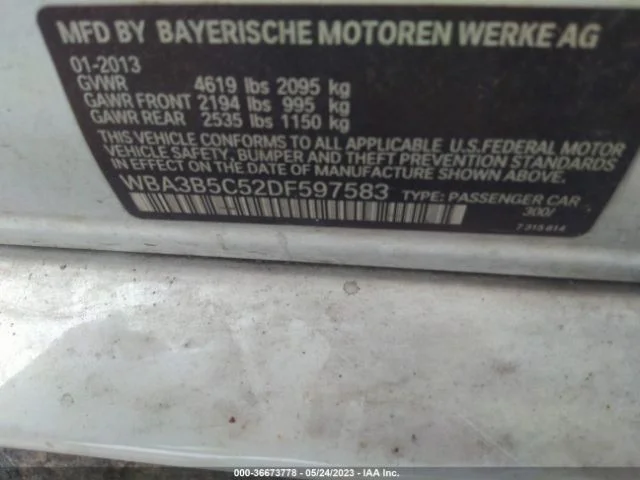 MFD BY BAYERISCHE MOTOREN WERKE AG
01-2013
GVWR 4619 lbs 2095 kg
GAWR FRONT 2194 lbs 995 kg
GAWR REAR 2535 lbs 1150 kg
THIS VEHICLE CONFORMS TO ALL APPLICABLE U.S.FEDERAL MOTOR
VEHICLE SAFETY, BUMPER AND THEFT PREVENTION STANDARDS
IN EFFECT ON THE DATE OF MANUFACTURE SHOWN ABOVE.
WBA3B5C52DF597583 TYPE: PASSENGER CAR
300/
7 315 814
000-36673778 - 05/24/2023 - IAA Inc.